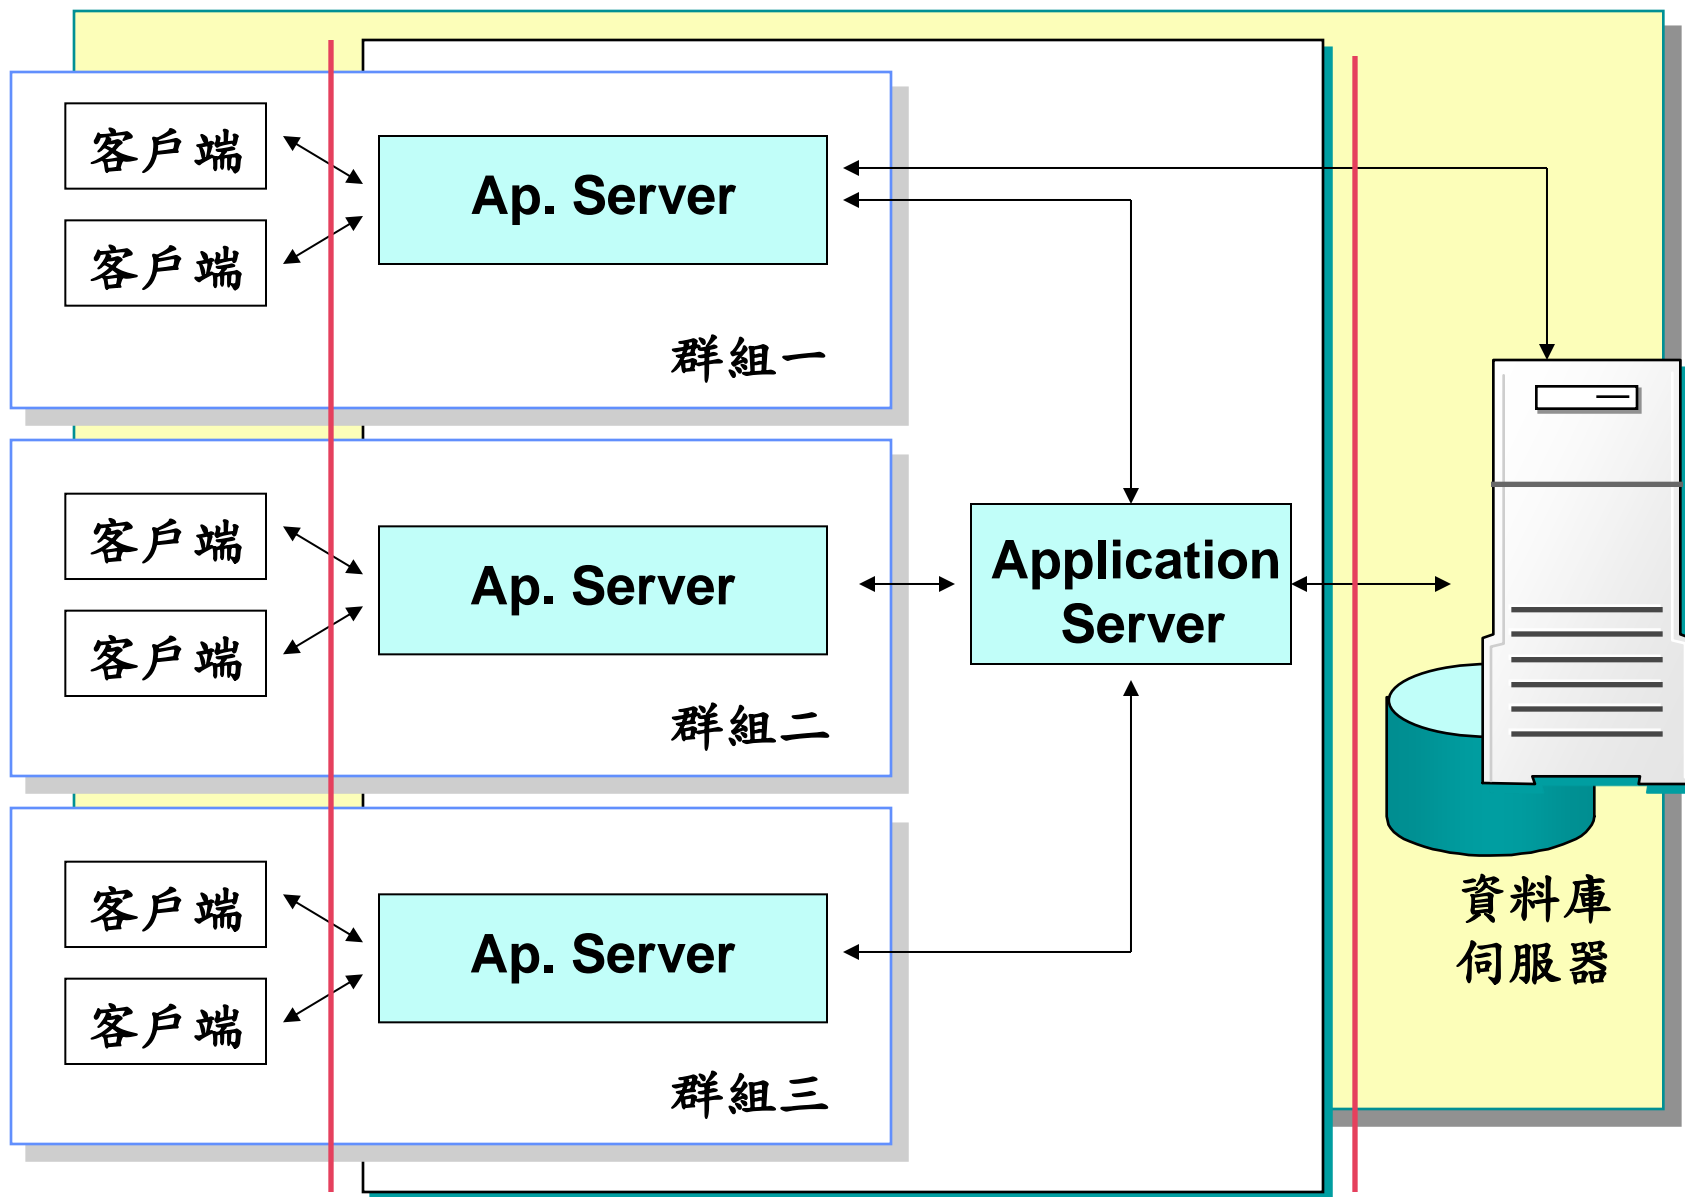 客戶端
客戶端
Ap. Server
群組一
客戶端
客戶端
Ap. Server
群組二
客戶端
客戶端
Ap. Server
群組三
Application
Server
資料庫
伺服器